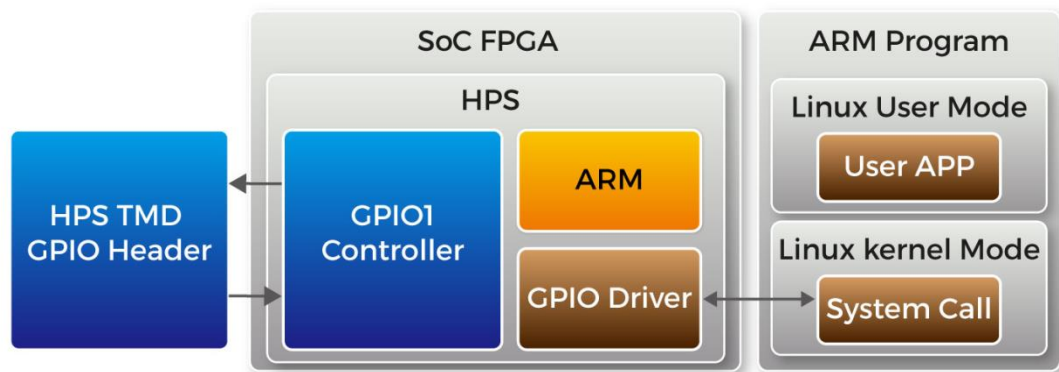 SoC FPGA
ARM Program
HPS
Linux User Mode
User APP
HPS TMD
GPIO Header
GPIO1
Controller
ARM
GPIO Driver
Linux kernel Mode
System Call